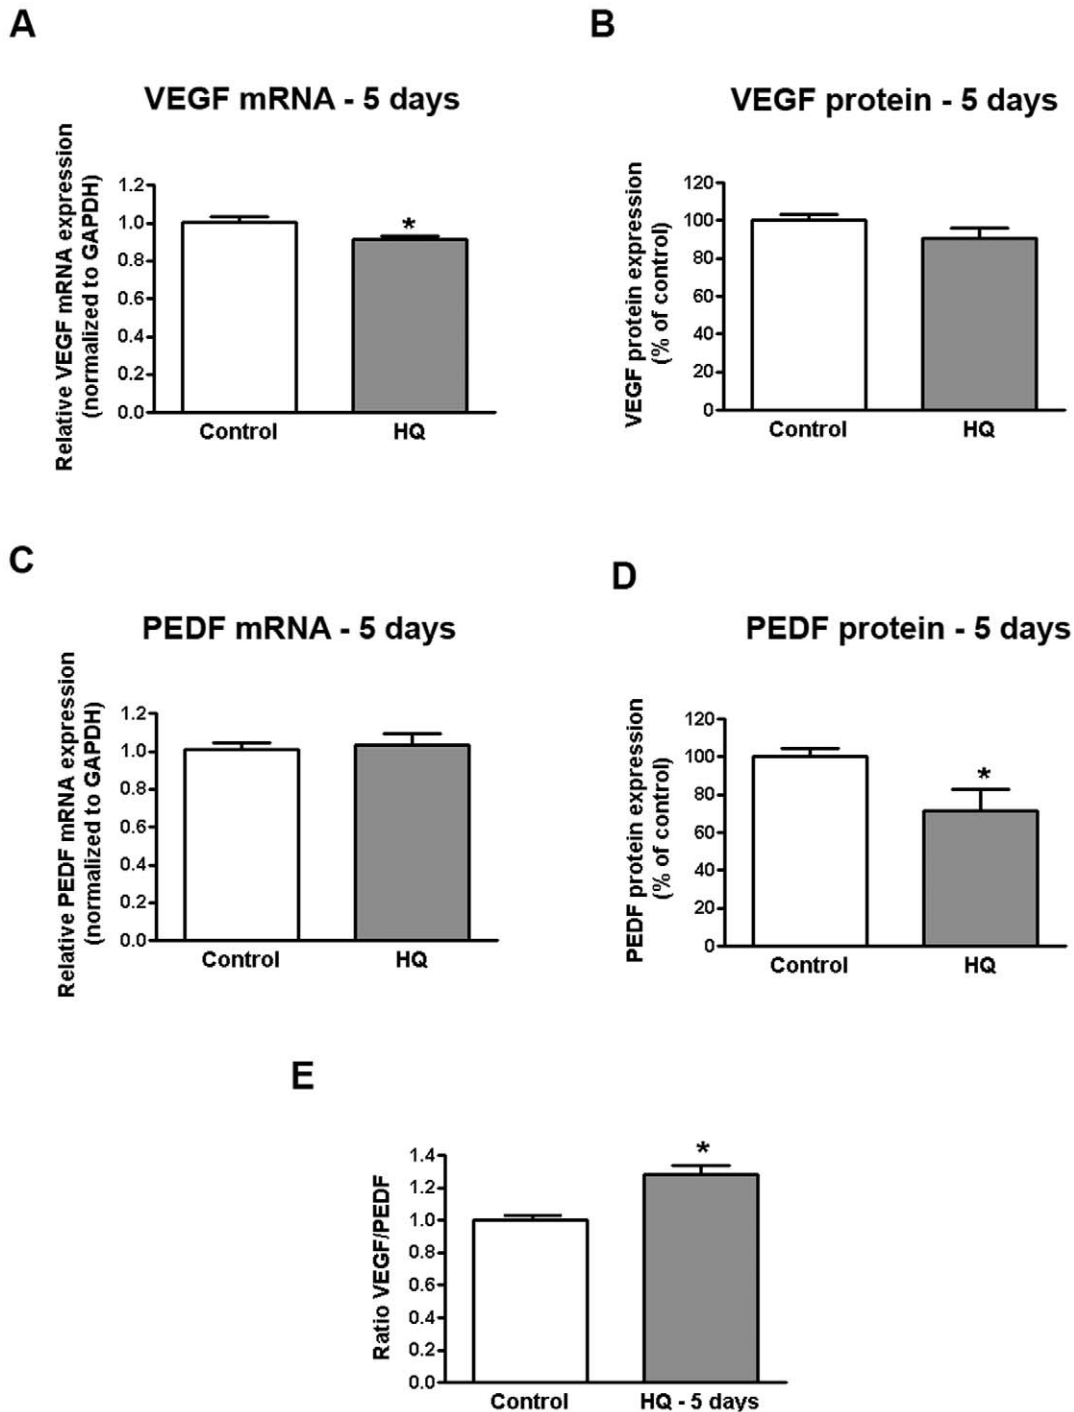 A
VEGF mRNA - 5 days
Relative VEGF mRNA expression
(normalized to GAPDH)
1.2
1.0
0.8
0.6
0.4
0.2
0.0
*
Control
HQ
B
VEGF protein - 5 days
VEGF protein expression
(% of control)
120
100
80
60
40
20
0
Control
HQ
C
PEDF mRNA - 5 days
Relative PEDF mRNA expression
(normalized to GAPDH)
1.2
1.0
0.8
0.6
0.4
0.2
0.0
Control
HQ
D
PEDF protein - 5 days
PEDF protein expression
(% of control)
120
100
80
60
40
20
0
*
Control
HQ
E
Ratio VEGF/PEDF
1.4
1.2
1.0
0.8
0.6
0.4
0.2
0.0
*
Control
HQ - 5 days